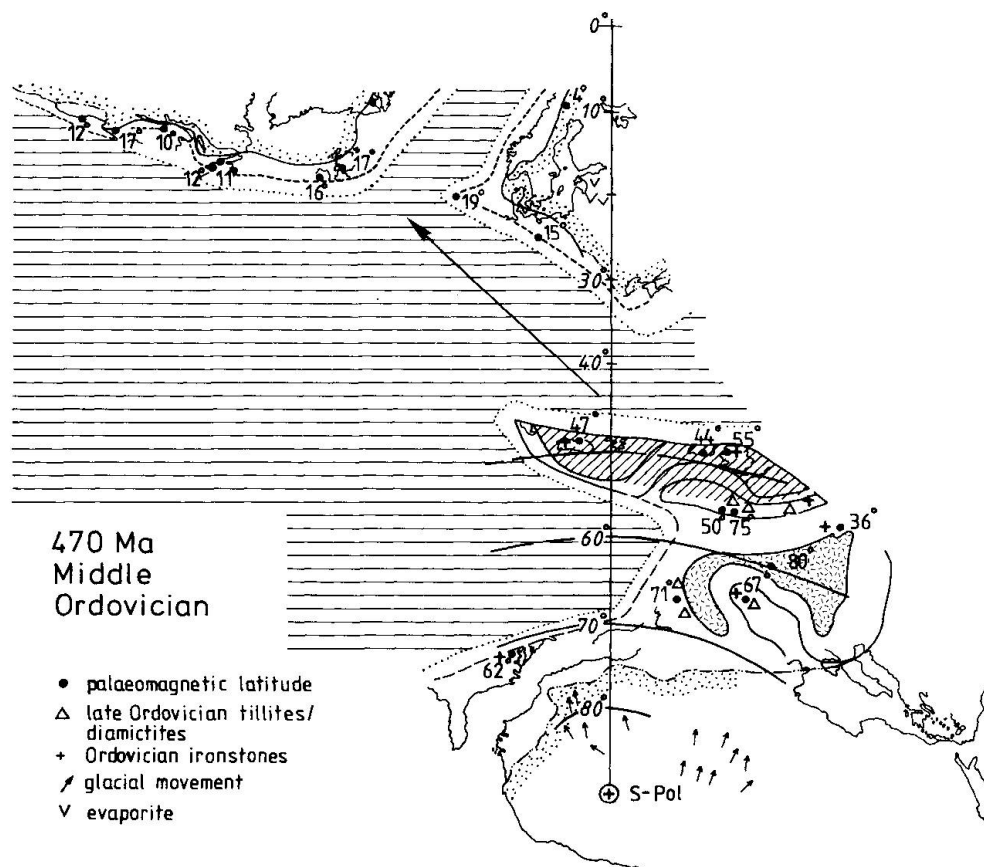 0°
4°
10°
12°
17°
10°
12°
11°
16°
17°
19°
15°
30°
40°
47°
44°
55°
50°
75°
36°
60°
80°
71°
67°
70°
62°
80°
S-Pol
470 Ma
Middle
Ordovician
● palaeomagnetic latitude
△ late Ordovician tillites/
diamictites
+ Ordovician ironstones
↗ glacial movement
v evaporite